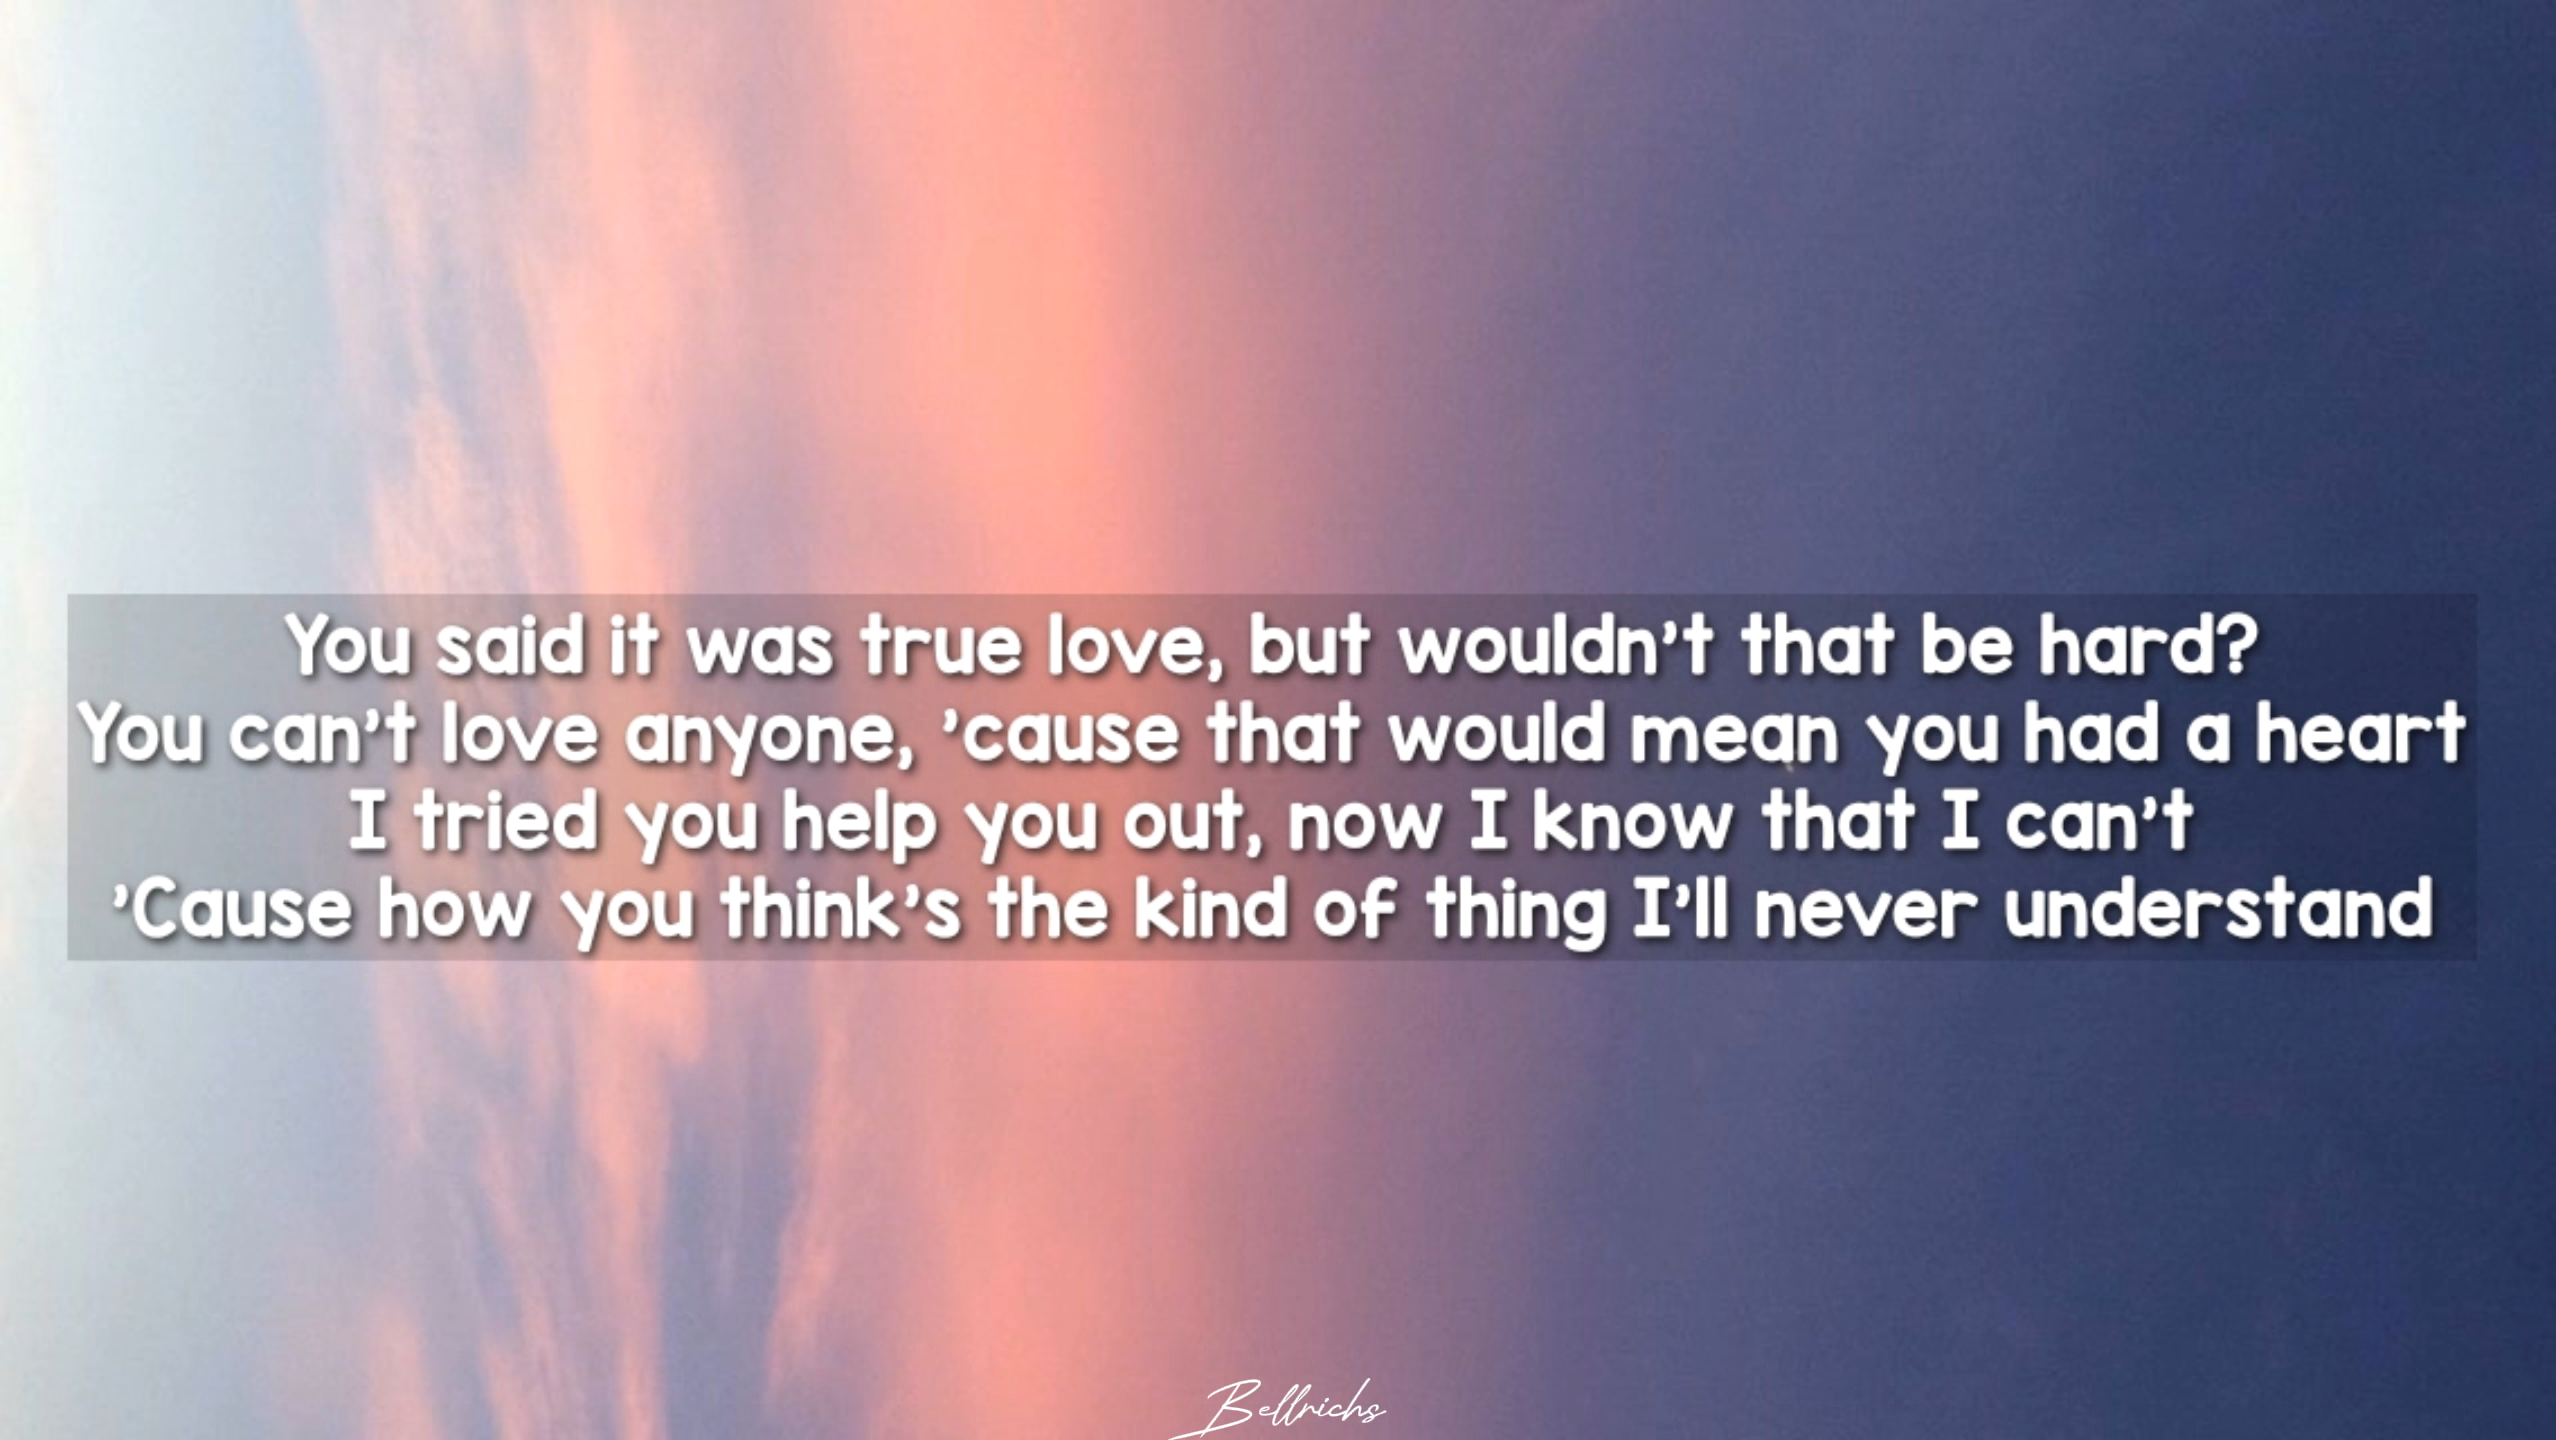 You said it was true love, but wouldn't that be hard?
You can't love anyone, 'cause that would mean you had a heart
I tried you help you out, now I know that I can't
'Cause how you think's the kind of thing I'll never understand
Bellrichs